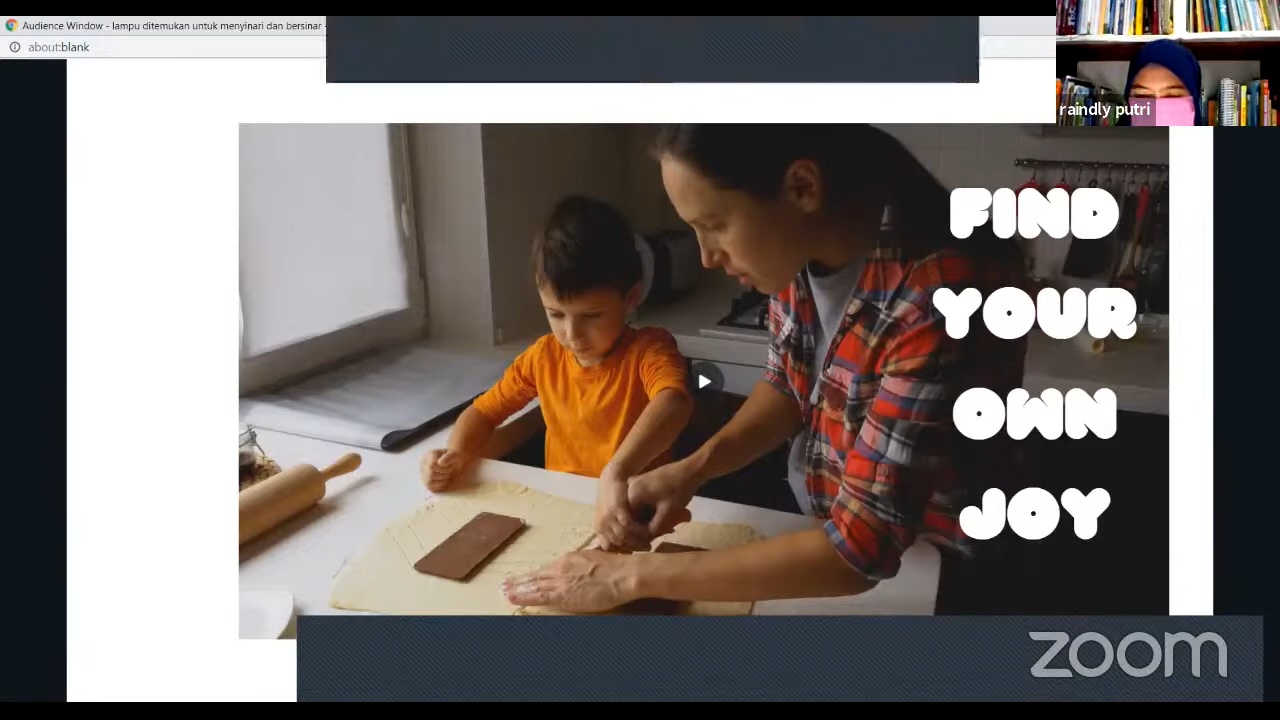 Audience Window - lampu ditemukan untuk menyinari dan bersinar -
about:blank
raindly putri
FIND
YOUR
OWN
JOY
zoom